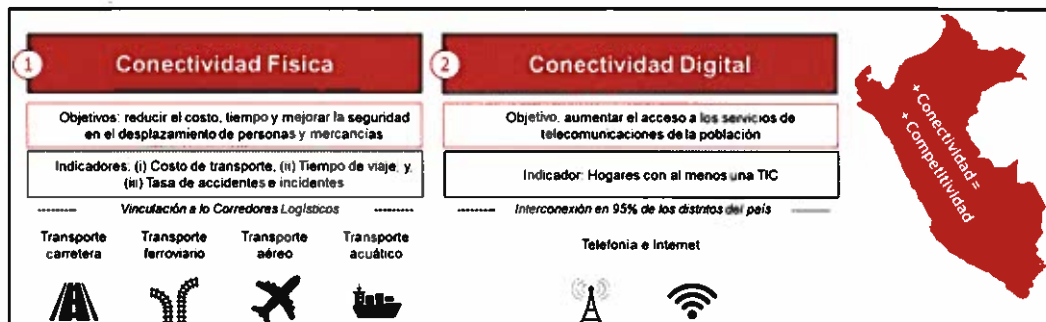 1
Conectividad Física
Objetivos: reducir el costo, tiempo y mejorar la seguridad
en el desplazamiento de personas y mercancías
Indicadores: (i) Costo de transporte, (ii) Tiempo de viaje; y,
(iii) Tasa de accidentes e incidentes
Vinculación a lo Corredores Logísticos
Transporte
carretera
Transporte
ferroviario
Transporte
aéreo
Transporte
acuático
2
Conectividad Digital
Objetivo, aumentar el acceso a los servicios de
telecomunicaciones de la población
Indicador: Hogares con al menos una TIC
Interconexión en 95% de los distritos del país
Telefonia e Internet
+ Conectividad =
+ Competitividad